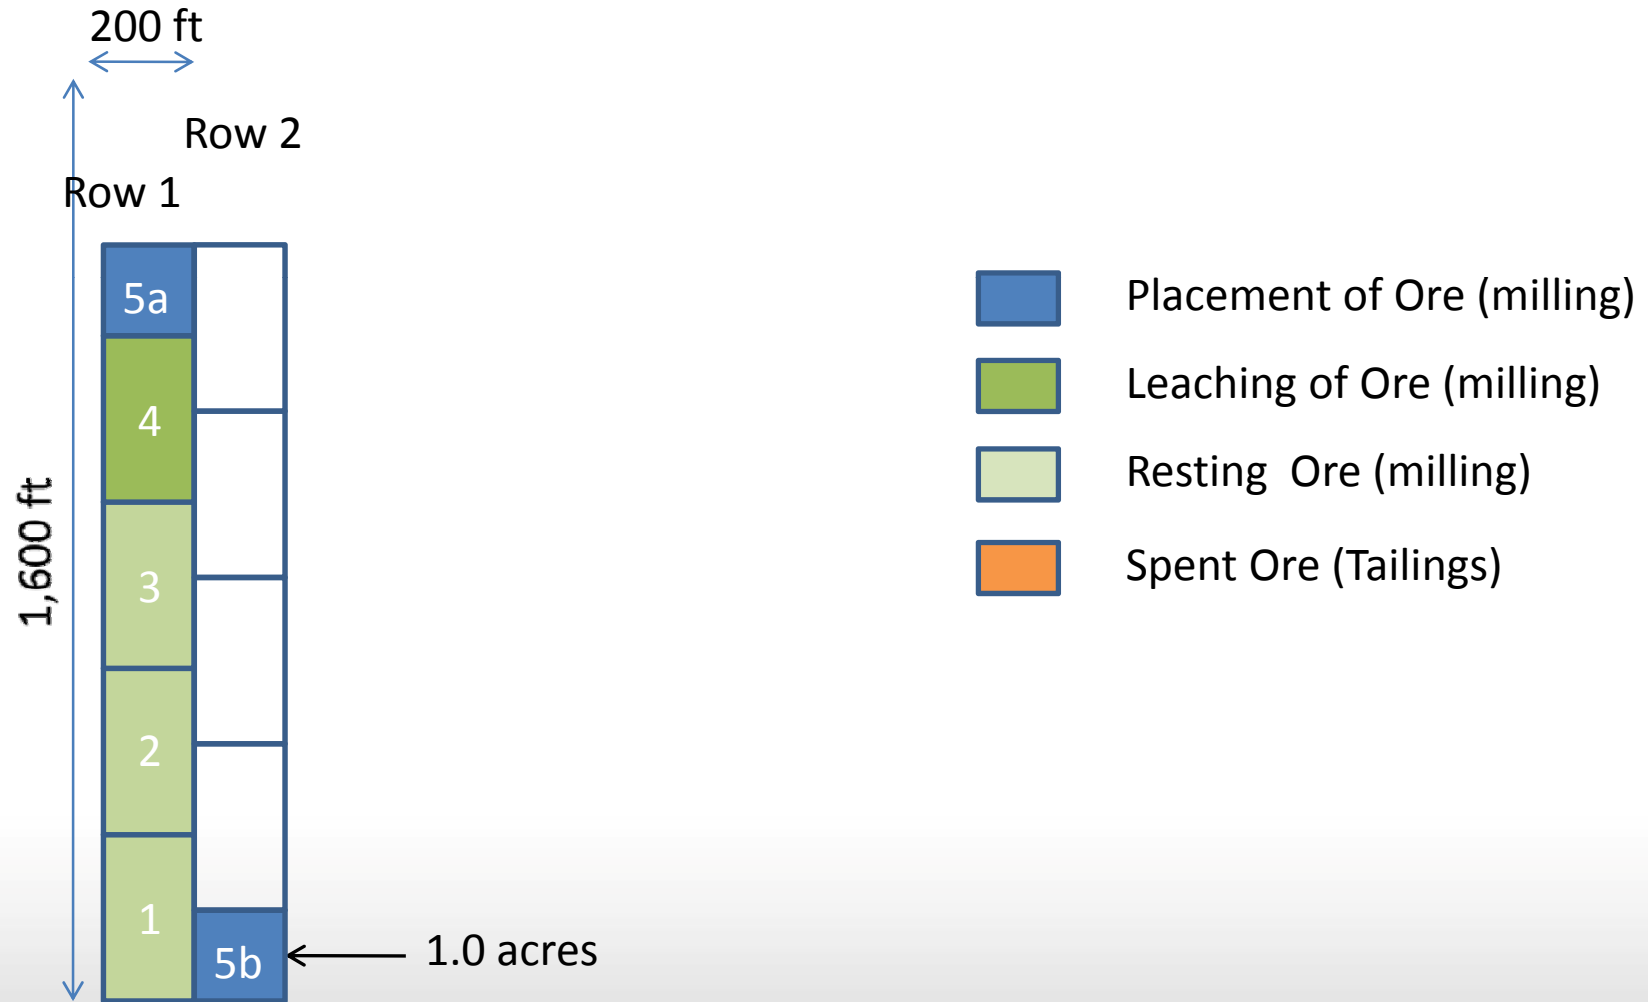 200 ft
Row 2
Row 1
1,600 ft
5a
4
3
2
1
5b
1.0 acres
Placement of Ore (milling)
Leaching of Ore (milling)
Resting  Ore (milling)
Spent Ore (Tailings)